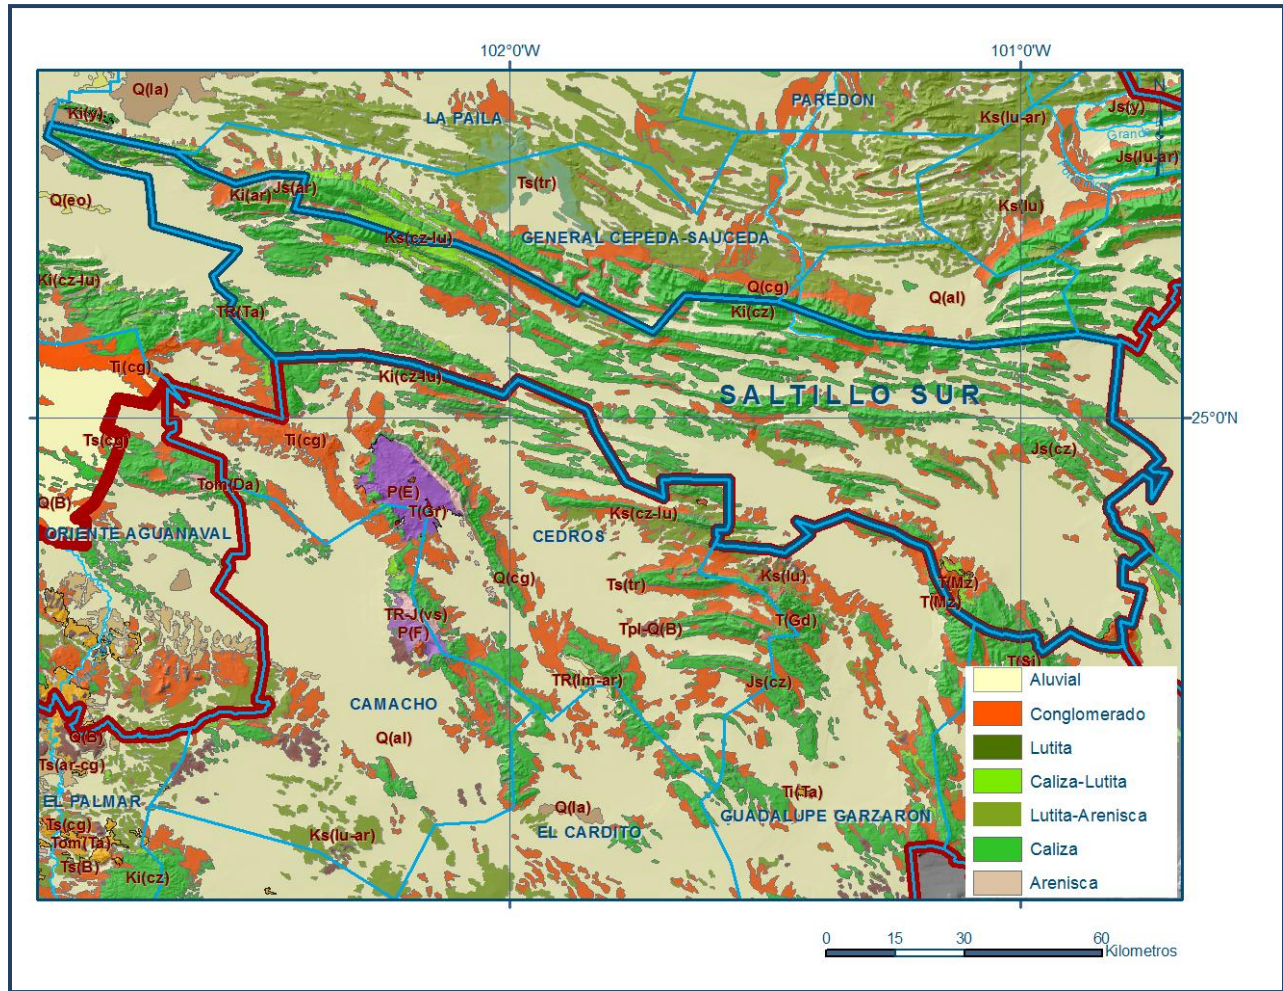 102°0'W
101°0'W
Q(la)
Ki(y)
LA PAILA
PAREDON
Ks(lu-ar)
Js(y)
N
Grande
Js(lu-ar)
Q(eo)
Ki(ar)
Js(ar)
Ts(tr)
Ks(lu)
Ks(cz-lu)
GENERAL CEPEDA-SAUCEDA
Ki(cz-lu)
Q(cg)
Q(al)
TR(Ta)
Ki(cz)
Ti(cg)
Ki(cz-lu)
SALTILLO SUR
25°0'N
Ts(cg)
Ti(cg)
Js(cz)
Tom(Da)
P(E)
Q(B)
T(Gr)
Ks(cz-lu)
ORIENTE AGUANAVAL
CEDROS
Q(cg)
Ts(tr)
Ks(lu)
T(Mz)
T(Mz)
TR-J(vs)
P(F)
Tpl-Q(B)
T(Gd)
T(Si)
TR(lm-ar)
Js(cz)
CAMACHO
Q(B)
Q(al)
Ts(ar-cg)
EL PALMAR
Ti(Ta)
Q(la)
GUADALUPE GARZARON
Ts(cg)
Ks(lu-ar)
EL CARDITO
Tom(Ta)
Ts(B)
Ki(cz)
Aluvial
Conglomerado
Lutita
Caliza-Lutita
Lutita-Arenisca
Caliza
Arenisca
0 15 30 60
Kilometros